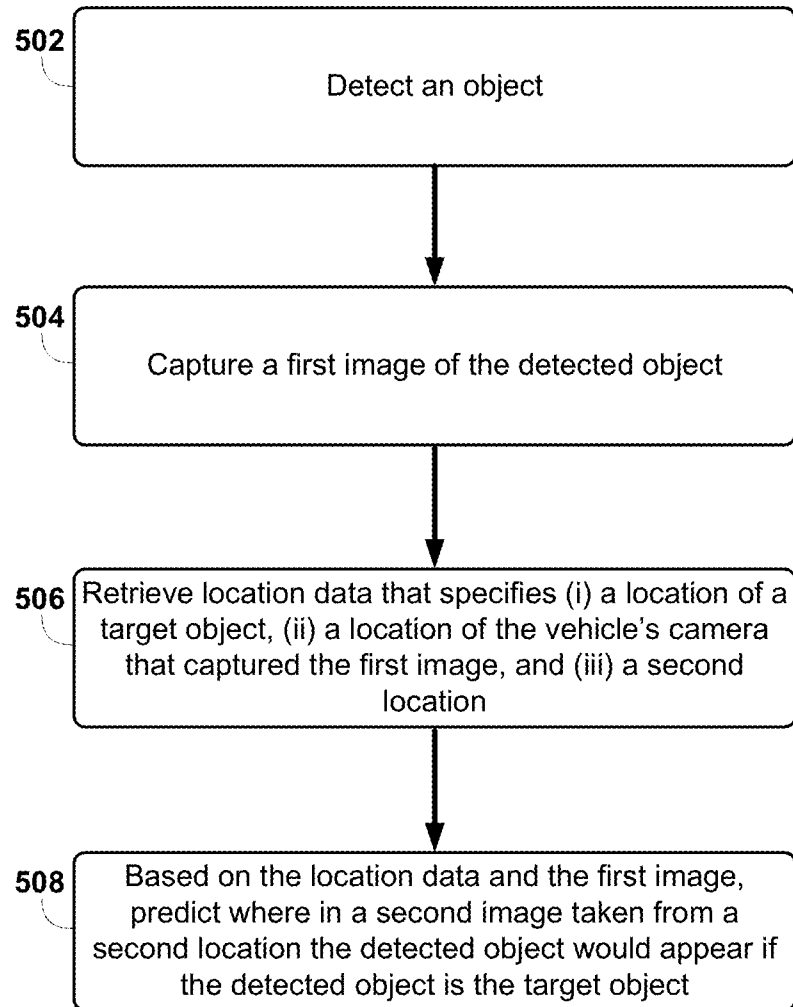 502
Detect an object
504
Capture a first image of the detected object
506
Retrieve location data that specifies (i) a location of a
target object, (ii) a location of the vehicle's camera
that captured the first image, and (iii) a second
location
508
Based on the location data and the first image,
predict where in a second image taken from a
second location the detected object would appear if
the detected object is the target object